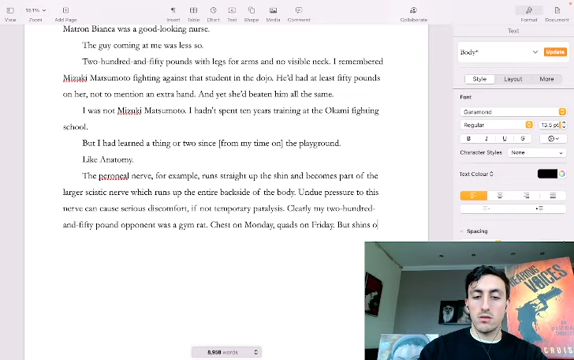 View
Add Page
Insert
Table
Chart
Text
Shape
Media
Comment
Collaborate
Format
Document
Text
Matron Bianca was a good-looking nurse.
The guy coming at me was less so.
Two-hundred-and-fifty pounds with legs for arms and no visible neck. I remembered
Mizuki Matsumoto fighting against that student in the dojo. He'd had at least fifty pounds
on her, not to mention an extra hand. And yet she'd beaten him all the same.
I was not Mizuki Matsumoto. I hadn't spent ten years training at the Okami fighting
school.
But I had learned a thing or two since [from my time on] the playground.
Like Anatomy.
The peroneal nerve, for example, runs straight up the shin and becomes part of the
larger sciatic nerve which runs up the entire backside of the body. Undue pressure to this
nerve can cause serious discomfort, if not temporary paralysis. Clearly my two-hundred-
and-fifty pound opponent was a gym rat. Chest on Monday, quads on Friday. But shins o
8,958 words
Body*
Update
Style
Layout
More
Font
Garamond
Regular
13.5 pt
B
I
U
S
Character Styles
None
Text Colour
Spacing
HEARING
VOICES
CRUISE